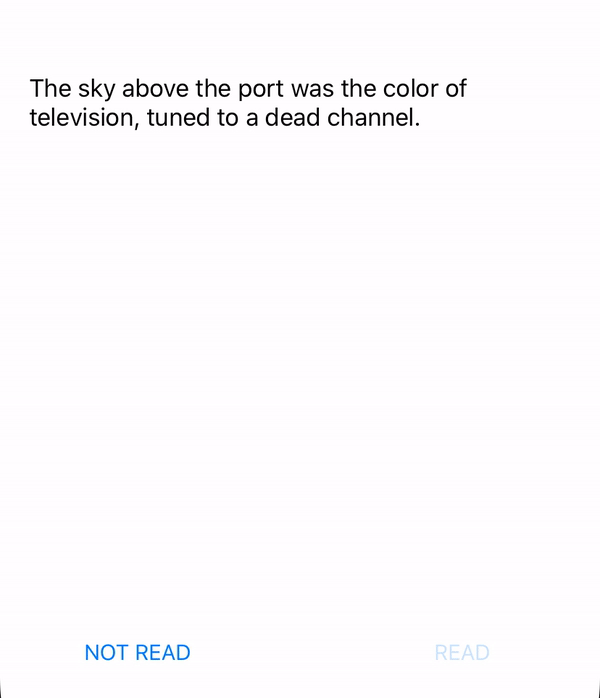 The sky above the port was the color of
television, tuned to a dead channel.
NOT READ
READ